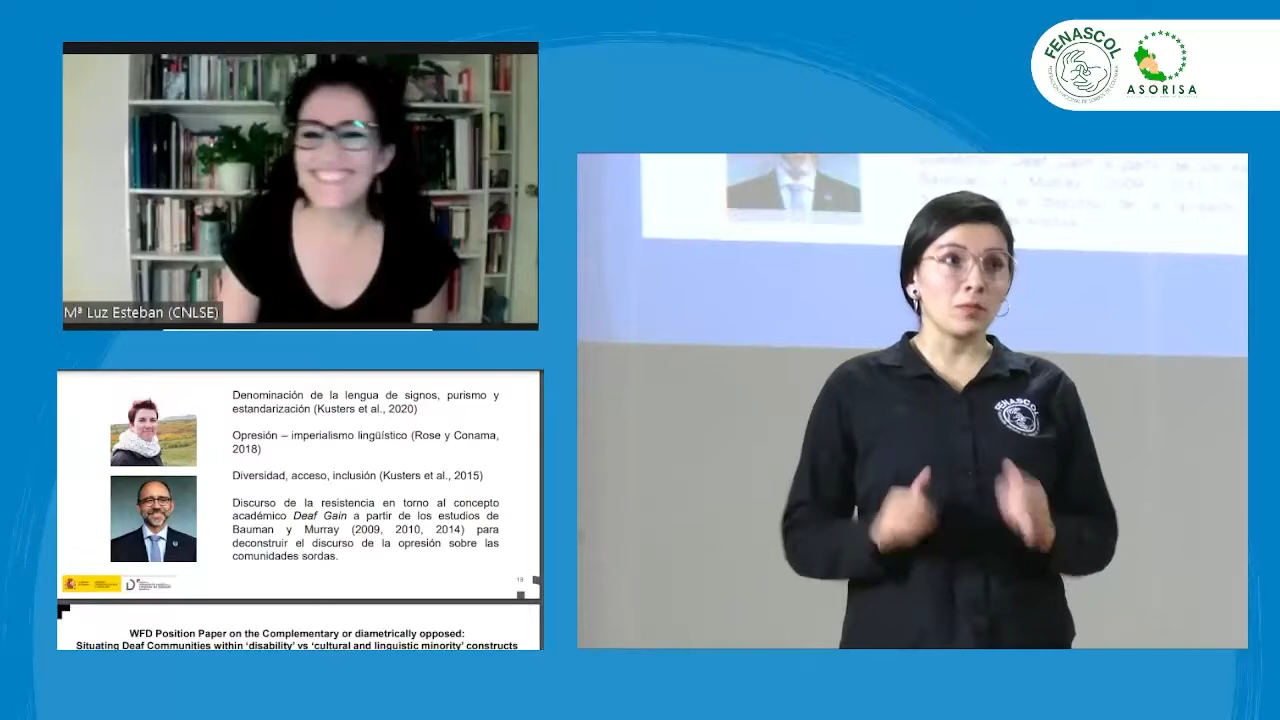 FENASCOL
ASORISA
Mª Luz Esteban (CNLSE)
FENASCOL
Denominación de la lengua de signos, purismo y
estandarización (Kusters et al., 2020)
Opresión – imperialismo lingüístico (Rose y Conama,
2018)
Diversidad, acceso, inclusión (Kusters et al., 2015)
Discurso de la resistencia en torno al concepto
académico Deaf Gain a partir de los estudios de
Bauman y Murray (2009, 2010, 2014) para
deconstruir el discurso de la opresión sobre las
comunidades sordas.
WFD Position Paper on the Complementary or diametrically opposed:
Situating Deaf Communities within ‘disability’ vs ‘cultural and linguistic minority’ constructs